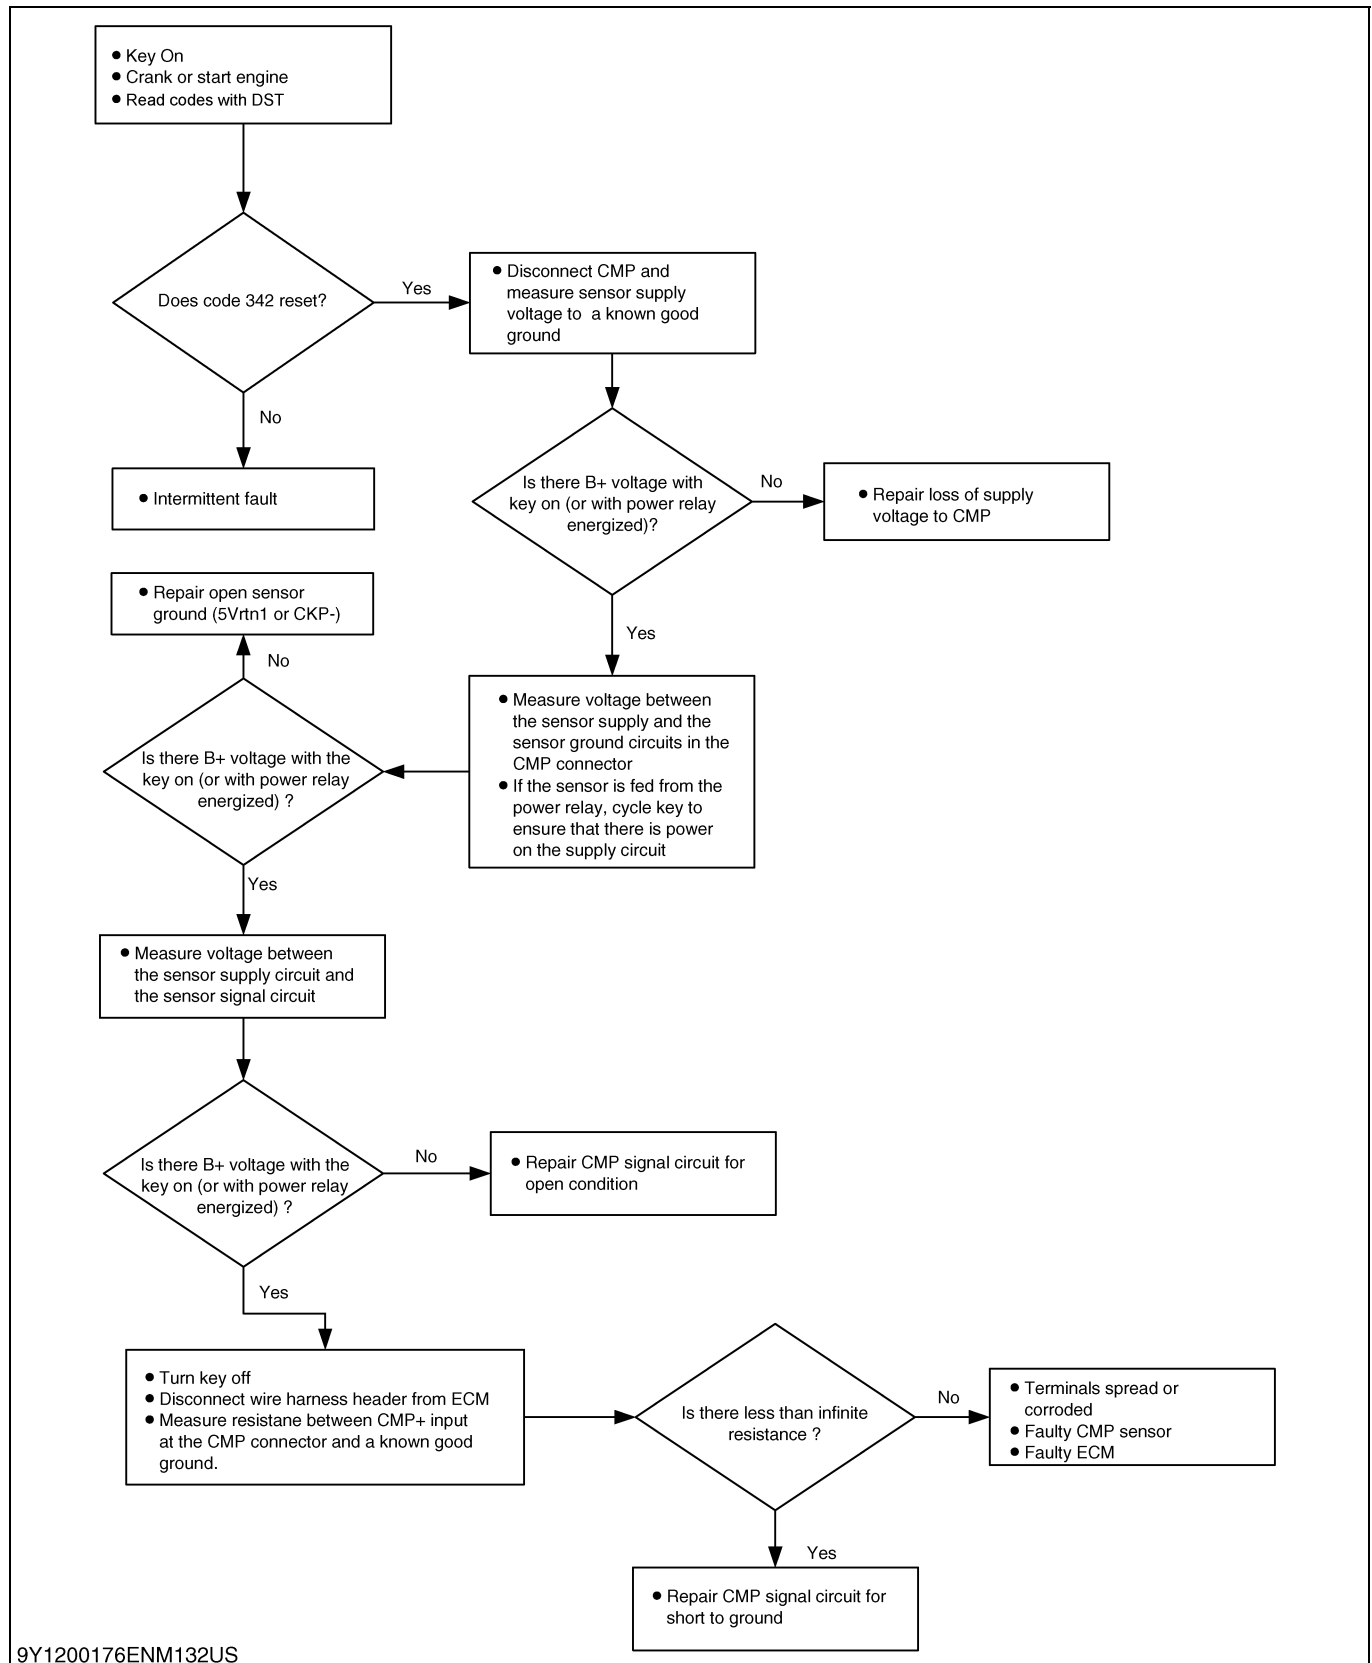 ● Key On
● Crank or start engine
● Read codes with DST
Does code 342 reset?
Yes
● Disconnect CMP and
measure sensor supply
voltage to a known good
ground
No
● Intermittent fault
Is there B+ voltage with
key on (or with power relay
energized)?
No
● Repair loss of supply
voltage to CMP
Yes
● Measure voltage between
the sensor supply and the
sensor ground circuits in the
CMP connector
● If the sensor is fed from the
power relay, cycle key to
ensure that there is power
on the supply circuit
● Repair open sensor
ground (5Vrtn1 or CKP-)
No
Is there B+ voltage with the
key on (or with power relay
energized) ?
Yes
● Measure voltage between
the sensor supply circuit and
the sensor signal circuit
Is there B+ voltage with the
key on (or with power relay
energized) ?
No
● Repair CMP signal circuit for
open condition
Yes
● Turn key off
● Disconnect wire harness header from ECM
● Measure resistane between CMP+ input
at the CMP connector and a known good
ground.
Is there less than infinite
resistance ?
No
● Terminals spread or
corroded
● Faulty CMP sensor
● Faulty ECM
Yes
● Repair CMP signal circuit for
short to ground
9Y1200176ENM132US